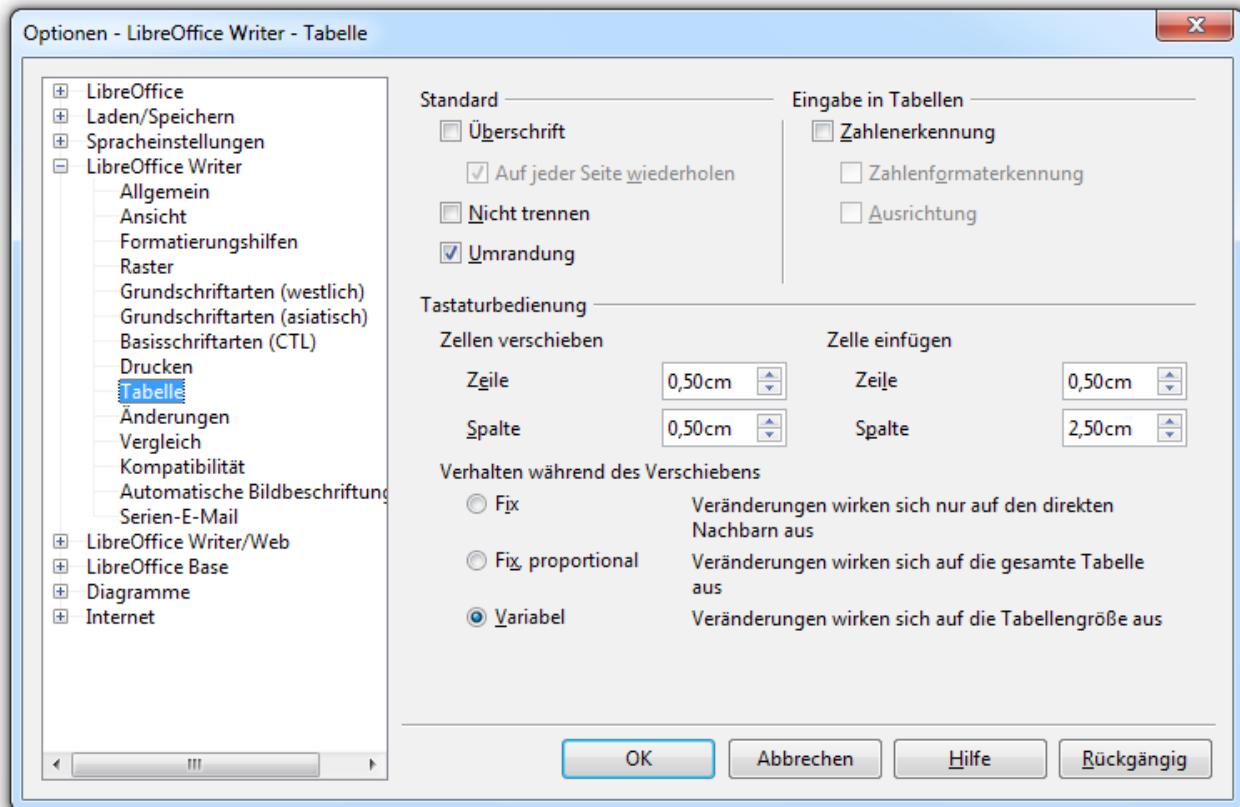 Optionen - LibreOffice Writer - Tabelle
LibreOffice
Laden/Speichern
Spracheinstellungen
LibreOffice Writer
Allgemein
Ansicht
Formatierungshilfen
Raster
Grundschriftarten (westlich)
Grundschriftarten (asiatisch)
Basisschriftarten (CTL)
Drucken
Tabelle
Änderungen
Vergleich
Kompatibilität
Automatische Bildbeschriftung
Serien-E-Mail
LibreOffice Writer/Web
LibreOffice Base
Diagramme
Internet
Standard
Überschrift
Auf jeder Seite wiederholen
Nicht trennen
Umrandung
Eingabe in Tabellen
Zahlenerkennung
Zahlenformaterkennung
Ausrichtung
Tastaturbedienung
Zellen verschieben
Zeile 0,50cm
Spalte 0,50cm
Zelle einfügen
Zeile 0,50cm
Spalte 2,50cm
Verhalten während des Verschiebens
Fix Veränderungen wirken sich nur auf den direkten
Nachbarn aus
Fix, proportional Veränderungen wirken sich auf die gesamte Tabelle
aus
Variabel Veränderungen wirken sich auf die Tabellengröße aus
OK Abbrechen Hilfe Rückgängig